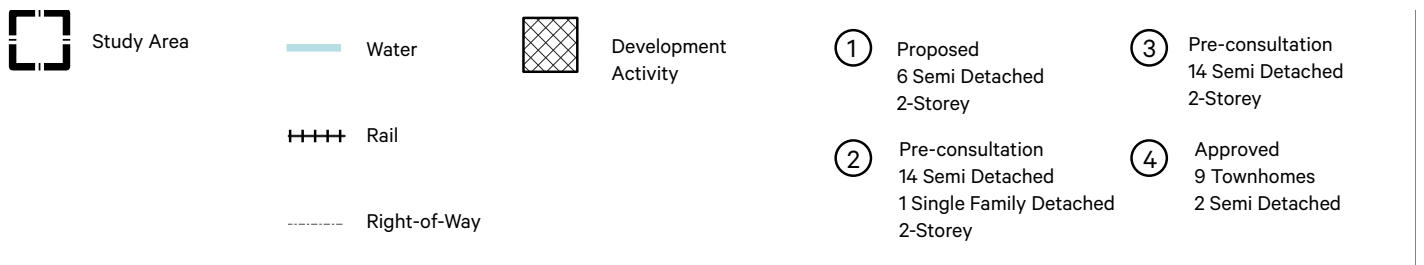 Study Area
Water
Rail
Right-of-Way
Development
Activity
1
Proposed
6 Semi Detached
2-Storey
2
Pre-consultation
14 Semi Detached
1 Single Family Detached
2-Storey
3
Pre-consultation
14 Semi Detached
2-Storey
4
Approved
9 Townhomes
2 Semi Detached